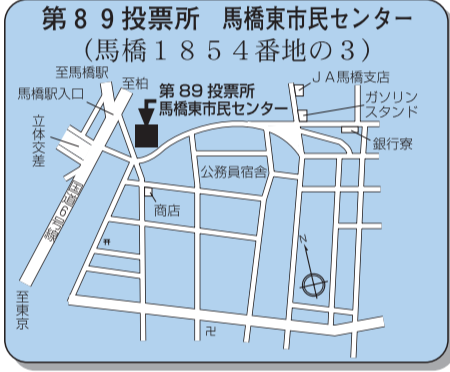 第８９投票所　馬橋東市民センター
（馬橋１８５４番地の３）
至馬橋駅
至柏
馬橋駅入口
第89投票所
馬橋東市民センター
ＪＡ馬橋支店
ガソリン
スタンド
立体交差
銀行寮
公務員宿舎
国道6号線
商店
N
至東京
卍